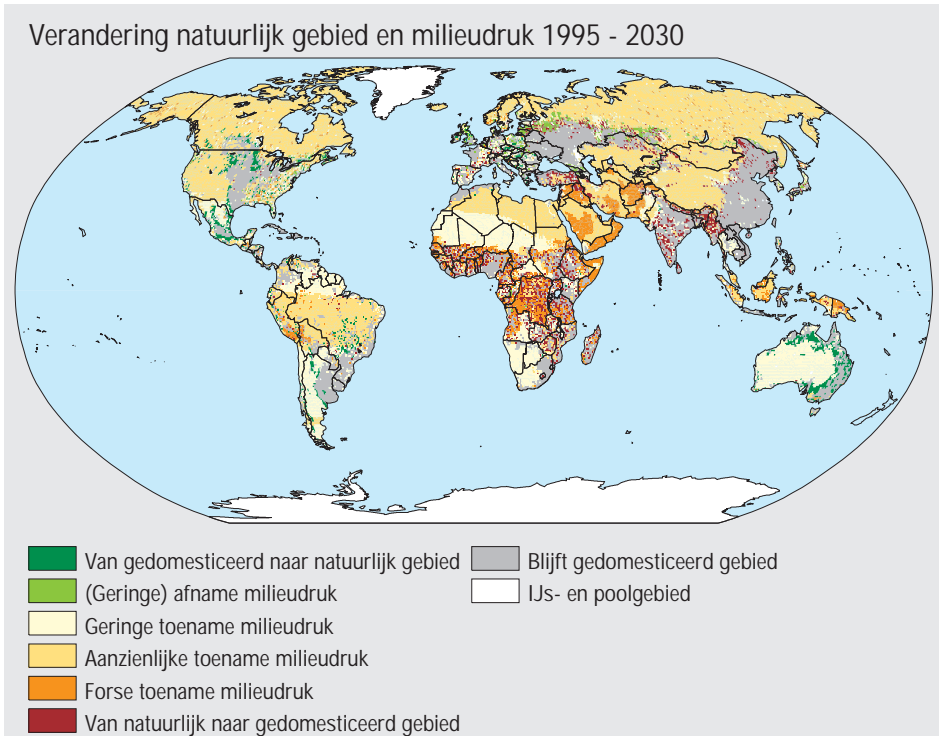 Verandering natuurlijk gebied en milieudruk 1995 - 2030
Van gedomesticeerd naar natuurlijk gebied
(Geringe) afname milieudruk
Geringe toename milieudruk
Aanzienlijke toename milieudruk
Forse toename milieudruk
Van natuurlijk naar gedomesticeerd gebied
Blijft gedomesticeerd gebied
IJs- en poolgebied